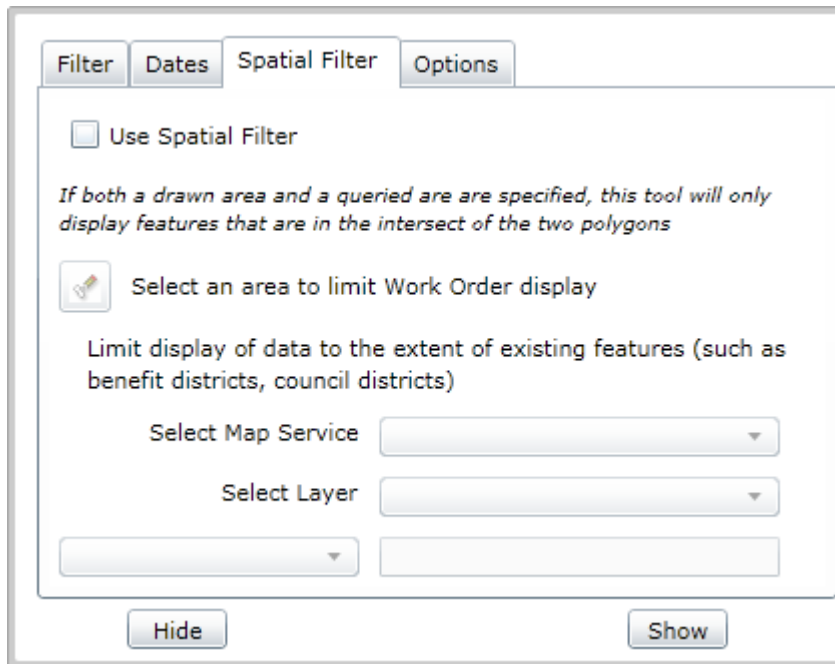 Filter Dates Spatial Filter Options
Use Spatial Filter
If both a drawn area and a queried are are specified, this tool will only
display features that are in the intersect of the two polygons
Select an area to limit Work Order display
Limit display of data to the extent of existing features (such as
benefit districts, council districts)
Select Map Service
Select Layer
Hide Show